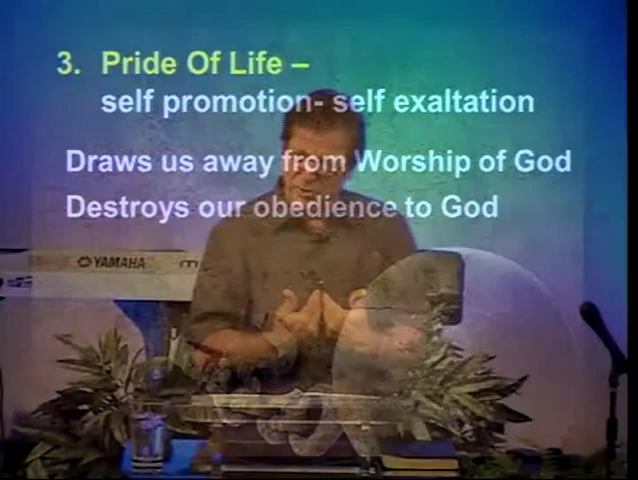 3. Pride Of Life –
self promotion- self exaltation
Draws us away from Worship of God
Destroys our obedience to God
YAMAHA